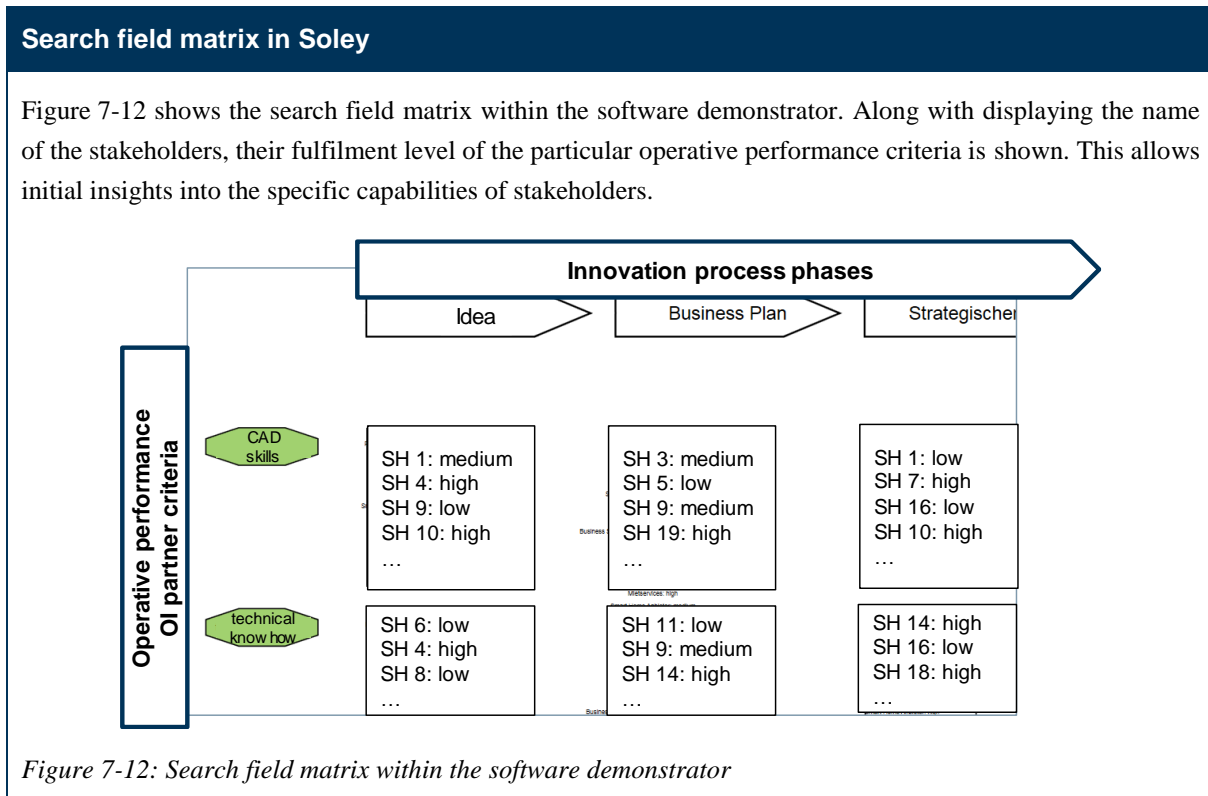 Search field matrix in Soley
Figure 7-12 shows the search field matrix within the software demonstrator. Along with displaying the name
of the stakeholders, their fulfilment level of the particular operative performance criteria is shown. This allows
initial insights into the specific capabilities of stakeholders.
Innovation process phases
Idea
Business Plan
Strategischer
Operative performance
OI partner criteria
CAD
skills
SH 1: medium
SH 4: high
SH 9: low
SH 10: high
…
SH 3: medium
SH 5: low
SH 9: medium
SH 19: high
…
SH 1: low
SH 7: high
SH 16: low
SH 10: high
…
Business
Mietservices: high
technical
know how
SH 6: low
SH 4: high
SH 8: low
…
SH 11: low
SH 9: medium
SH 14: high
…
SH 14: high
SH 16: low
SH 18: high
…
Figure 7-12: Search field matrix within the software demonstrator